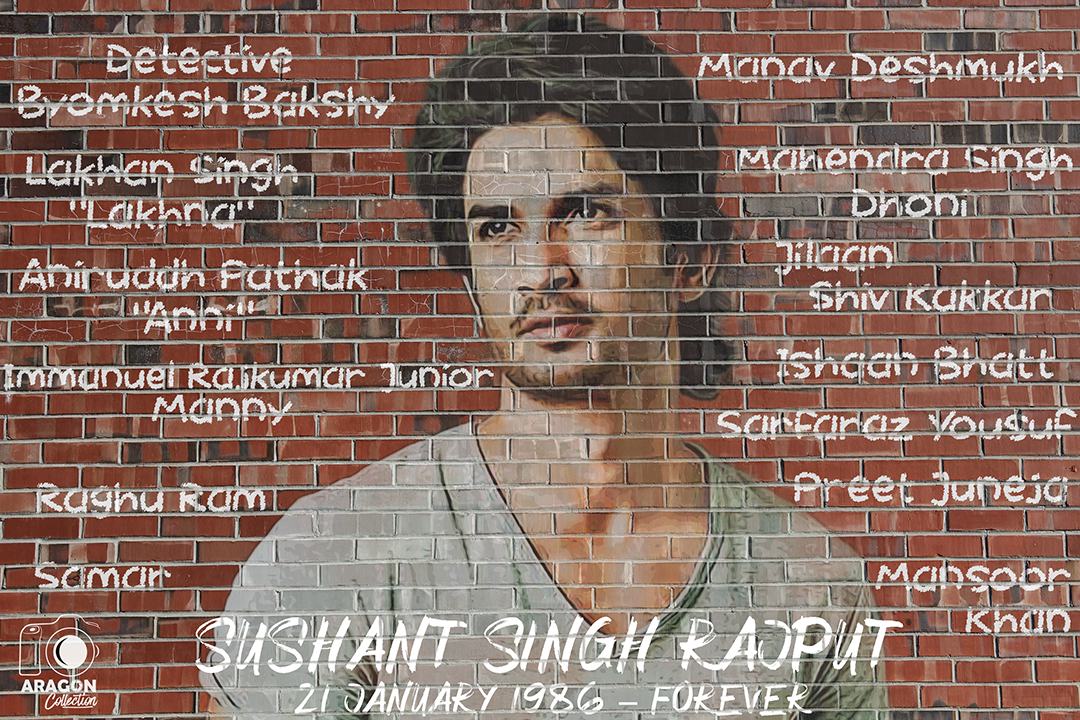 Detective
Byomkesh Bakshy
Lakhan Singh
"Lakhna"
Aniruddh Pathak
"Anni"
Immanuel Rajkumar Junior
Manny
Raghu Ram
Samar
Manav Deshmukh
Mahendra Singh
Dhoni
Jilaan
Shiv Kakkar
Ishaan Bhatt
Sarfaraz Yousuf
Preet Juneja
Mansoor
Khan
SUSHANT SINGH RAJPUT
21 JANUARY 1986 – FOREVER
ARAGON
Collection